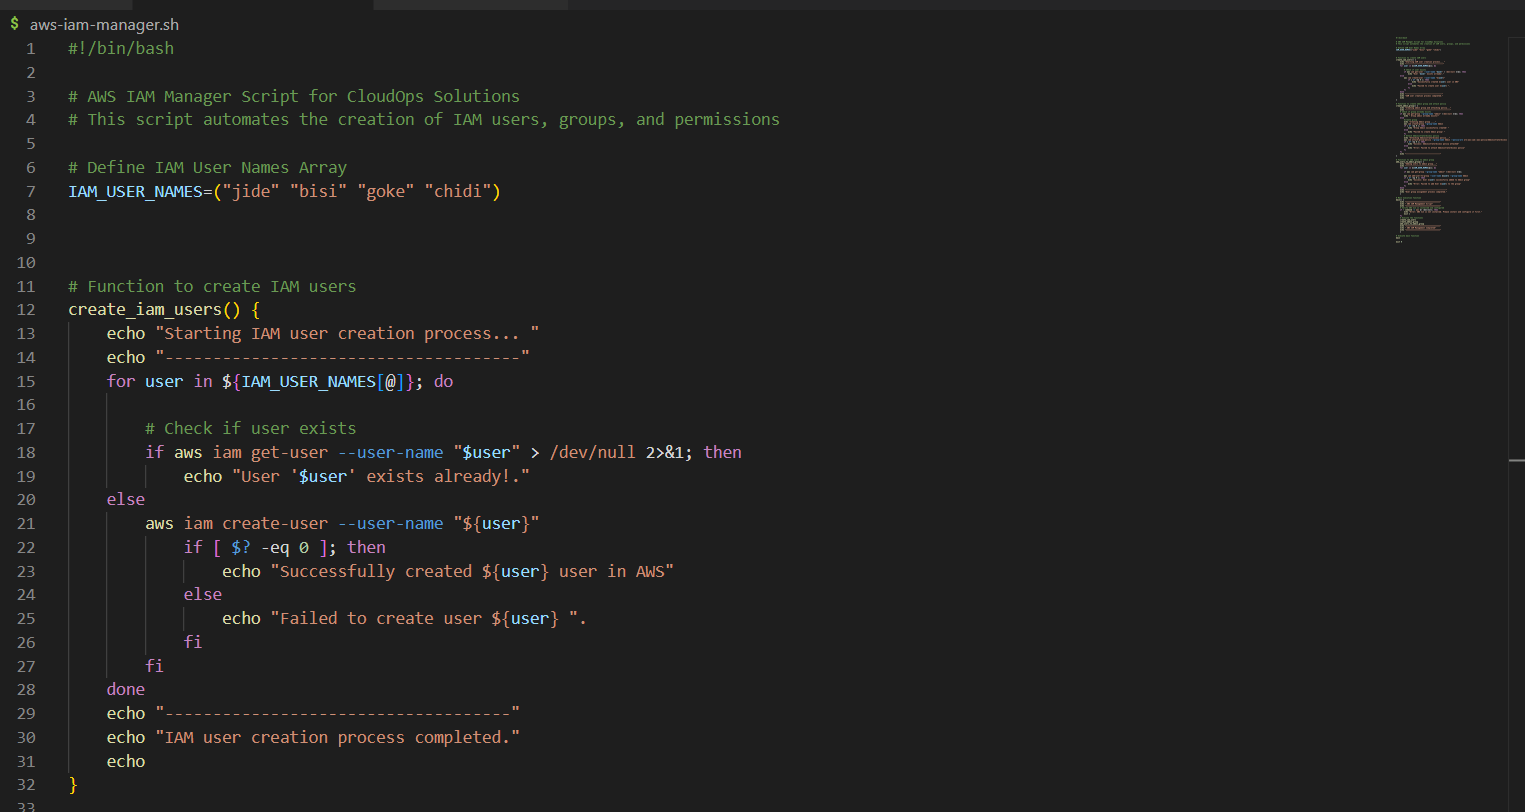 $ aws-iam-manager.sh
1 #!/bin/bash
2
3 # AWS IAM Manager Script for CloudOps Solutions
4 # This script automates the creation of IAM users, groups, and permissions
5
6 # Define IAM User Names Array
7 IAM_USER_NAMES=("jide" "bisi" "goke" "chidi")
8
9
10
11 # Function to create IAM users
12 create_iam_users() {
13     echo "Starting IAM user creation process... "
14     echo "-------------------------------------"
15     for user in ${IAM_USER_NAMES[@]}; do
16
17         # Check if user exists
18         if aws iam get-user --user-name "$user" > /dev/null 2>&1; then
19             echo "User '$user' exists already!."
20     else
21         aws iam create-user --user-name "${user}"
22             if [ $? -eq 0 ]; then
23                 echo "Successfully created ${user} user in AWS"
24             else
25                 echo "Failed to create user ${user} ".
26             fi
27         fi
28     done
29     echo "------------------------------------"
30     echo "IAM user creation process completed."
31     echo
32 }
33